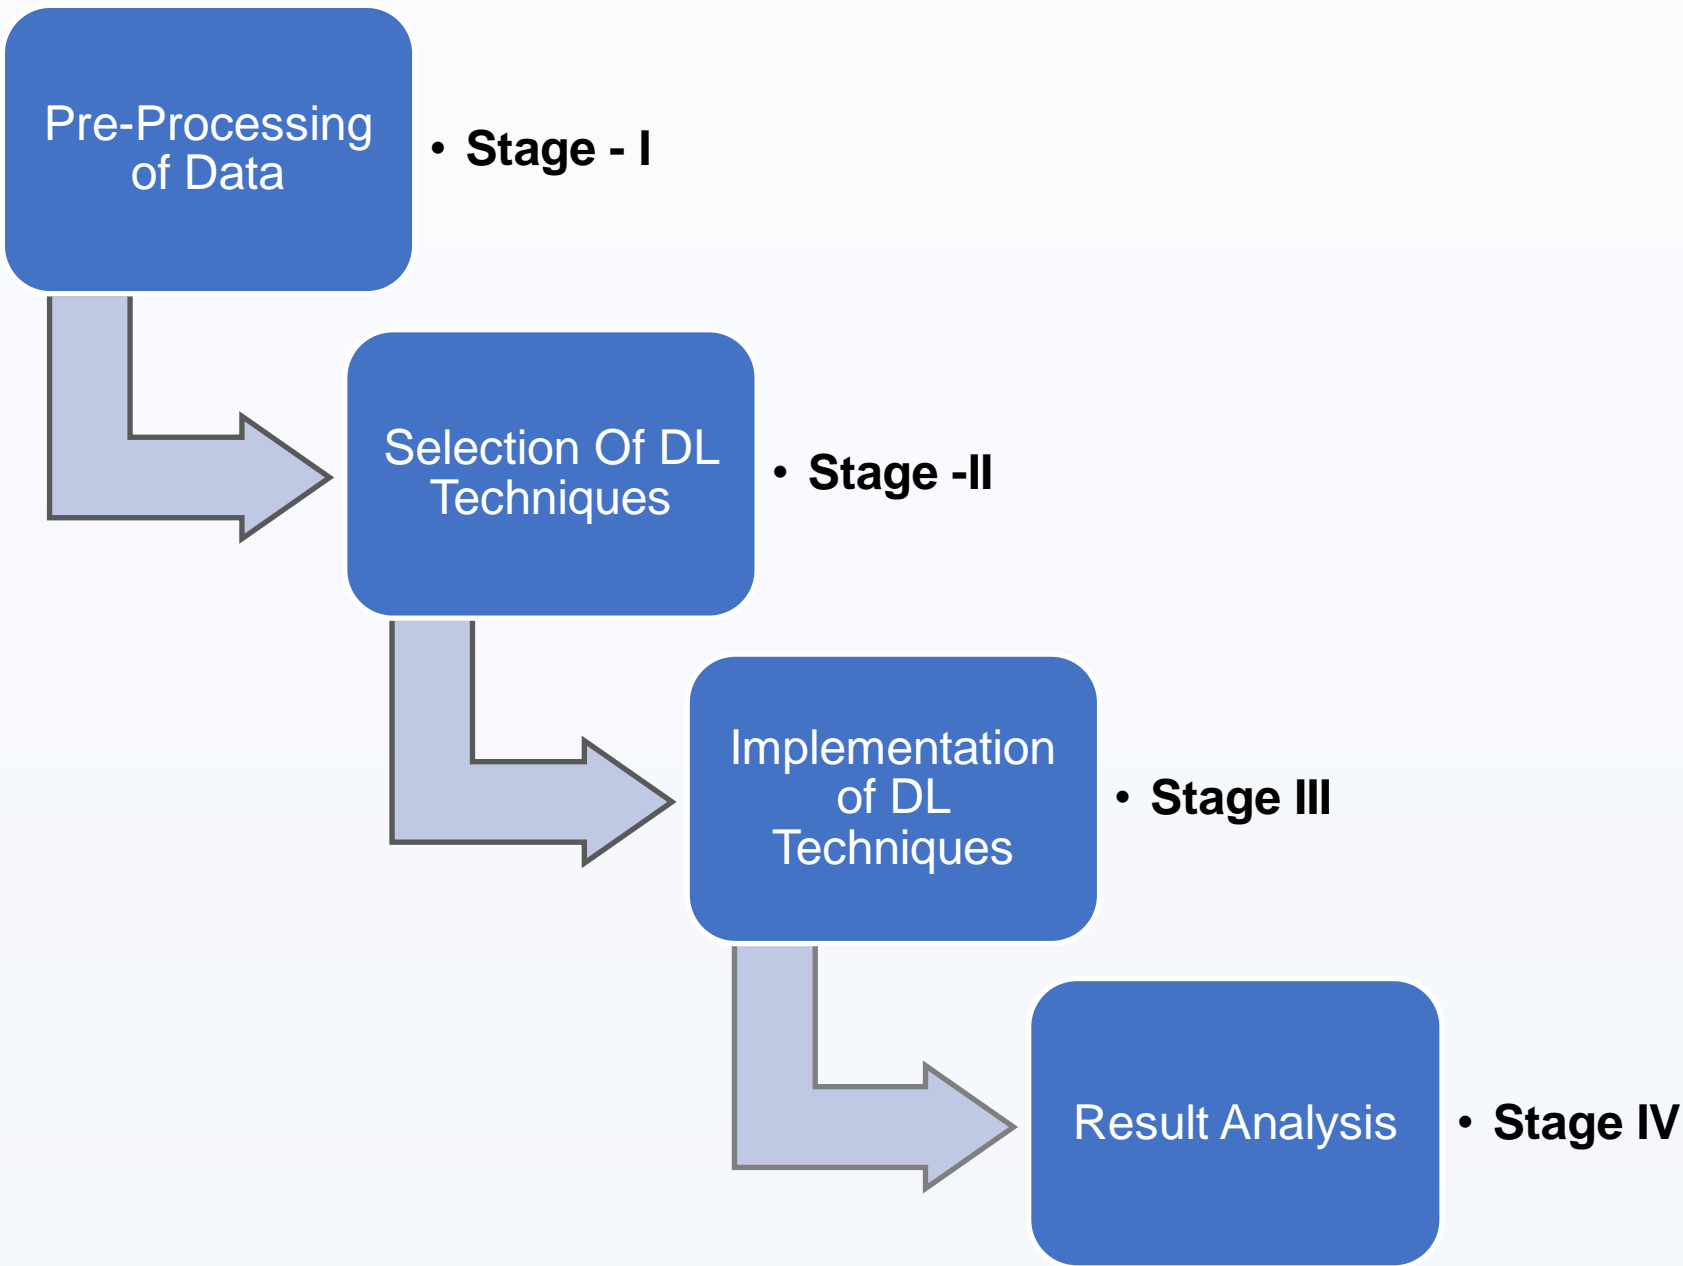 Pre-Processing
of Data
• Stage - I
Selection Of DL
Techniques
• Stage -II
Implementation
of DL
Techniques
• Stage III
Result Analysis
• Stage IV